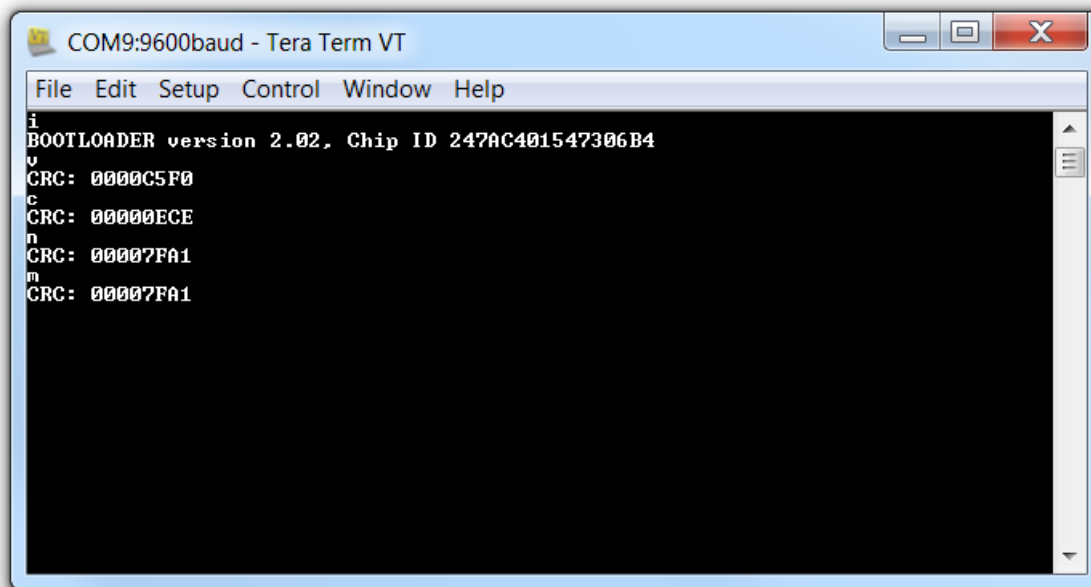 COM9:9600baud - Tera Term VT
File Edit Setup Control Window Help
i
BOOTLOADER version 2.02, Chip ID 247AC401547306B4
v
CRC: 0000C5F0
c
CRC: 00000ECE
n
CRC: 00007FA1
m
CRC: 00007FA1